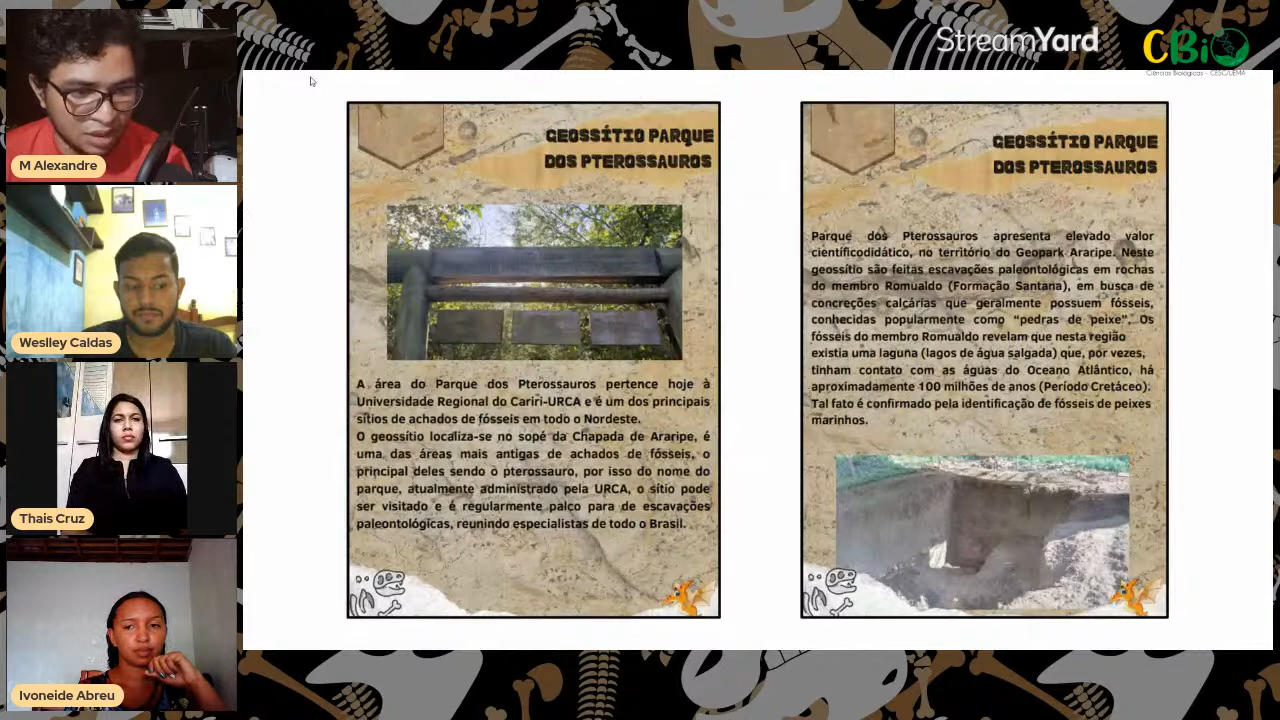 StreamYard
CBiO
Ciências Biológicas - CESC/UEMA
M Alexandre
Weslley Caldas
Thais Cruz
Ivoneide Abreu
GEOSSÍTIO PARQUE
DOS PTEROSSAUROS
A área do Parque dos Pterossauros pertence hoje à
Universidade Regional do Cariri-URCA e é um dos principais
sítios de achados de fósseis em todo o Nordeste.
O geossítio localiza-se no sopé da Chapada de Araripe, é
uma das áreas mais antigas de achados de fósseis, o
principal deles sendo o pterossauro, por isso do nome do
parque, atualmente administrado pela URCA, o sítio pode
ser visitado e é regularmente palco para de escavações
paleontológicas, reunindo especialistas de todo o Brasil.
GEOSSÍTIO PARQUE
DOS PTEROSSAUROS
Parque dos Pterossauros apresenta elevado valor
científicodidático, no território do Geopark Araripe. Neste
geossítio são feitas escavações paleontológicas em rochas
do membro Romualdo (Formação Santana), em busca de
concreções calcárias que geralmente possuem fósseis,
conhecidas popularmente como “pedras de peixe”. Os
fósseis do membro Romualdo revelam que nesta região
existia uma laguna (lagos de água salgada) que, por vezes,
tinham contato com as águas do Oceano Atlântico, há
aproximadamente 100 milhões de anos (Período Cretáceo).
Tal fato é confirmado pela identificação de fósseis de peixes
marinhos.